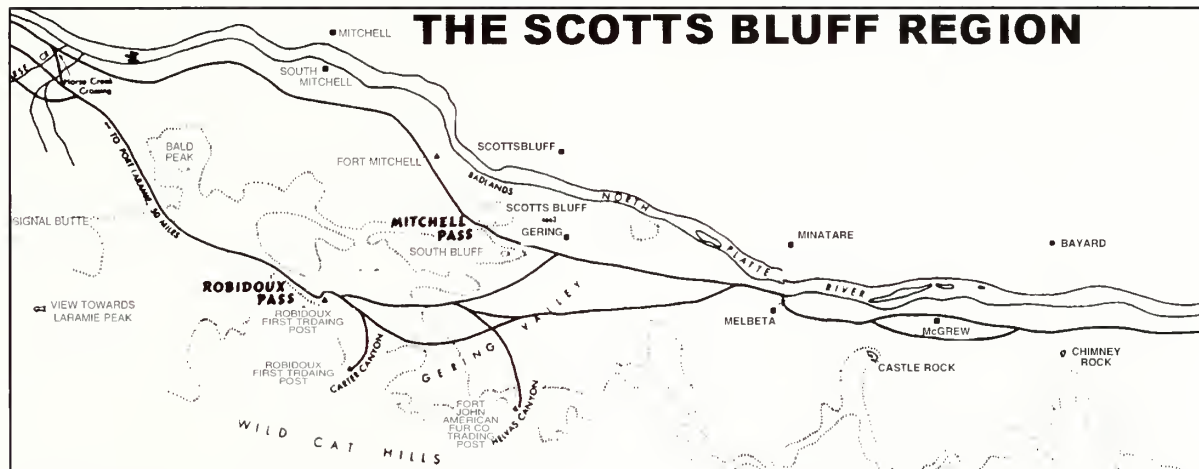 THE SCOTTS BLUFF REGION
MITCHELL
SOUTH
MITCHELL
Horse Creek
Crossing
BALD
PEAK
— TO FORT LARAMIE, 50 MILES
FORT MITCHELL
SCOTTSBLUFF
BADLANDS
NORTH
PLATTE
RIVER
SIGNAL BUTTE
MITCHELL
PASS
SCOTTS BLUFF
GERING
SOUTH BLUFF
MINATARE
BAYARD
ROBIDOUX
PASS
VIEW TOWARDS
LARAMIE PEAK
ROBIDOUX
FIRST TRDAING
POST
MELBETA
McGREW
GERING VALLEY
ROBIDOUX
FIRST TRDAING
POST
CARTER CANYON
CASTLE ROCK
CHIMNEY
ROCK
FORT
JOHN
AMERICAN
FUR CO
TRADING
POST
HELVAS CANYON
WILD CAT HILLS